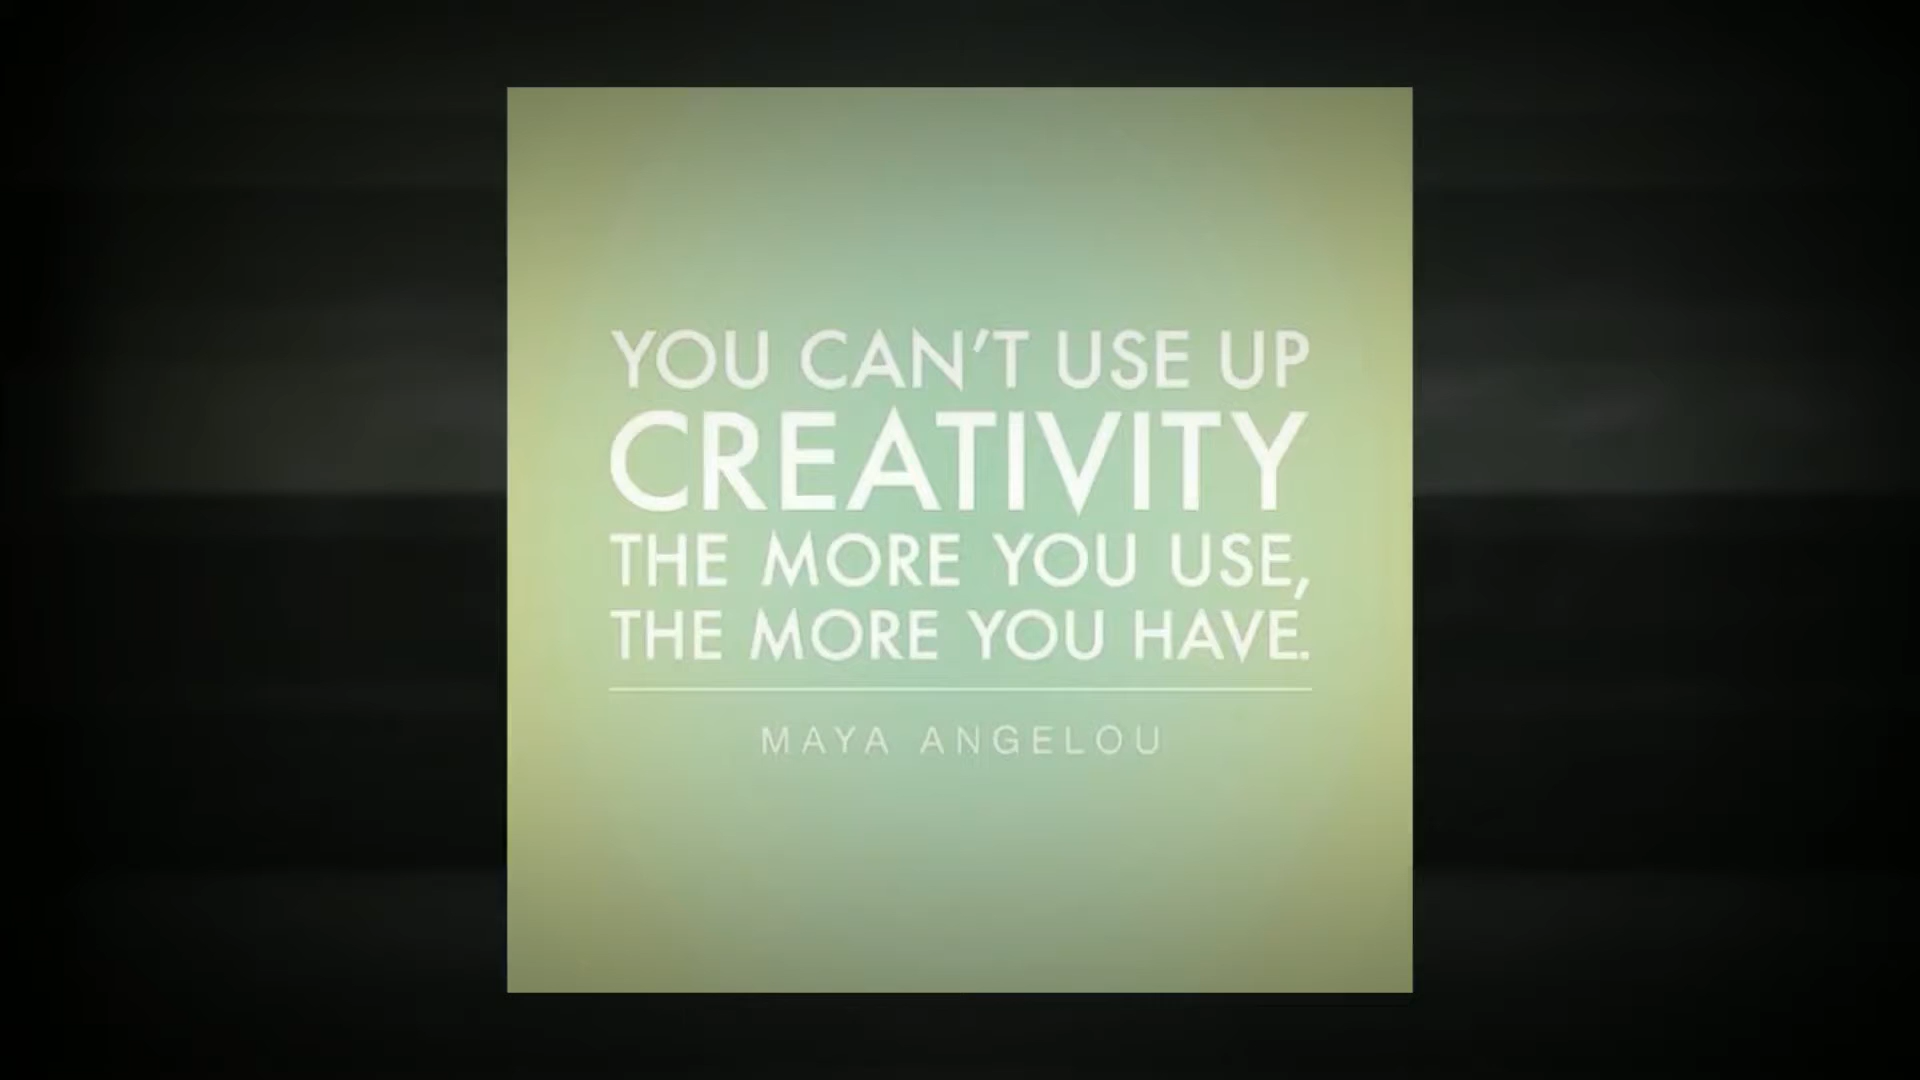 YOU CAN'T USE UP
CREATIVITY
THE MORE YOU USE,
THE MORE YOU HAVE.
MAYA ANGELOU